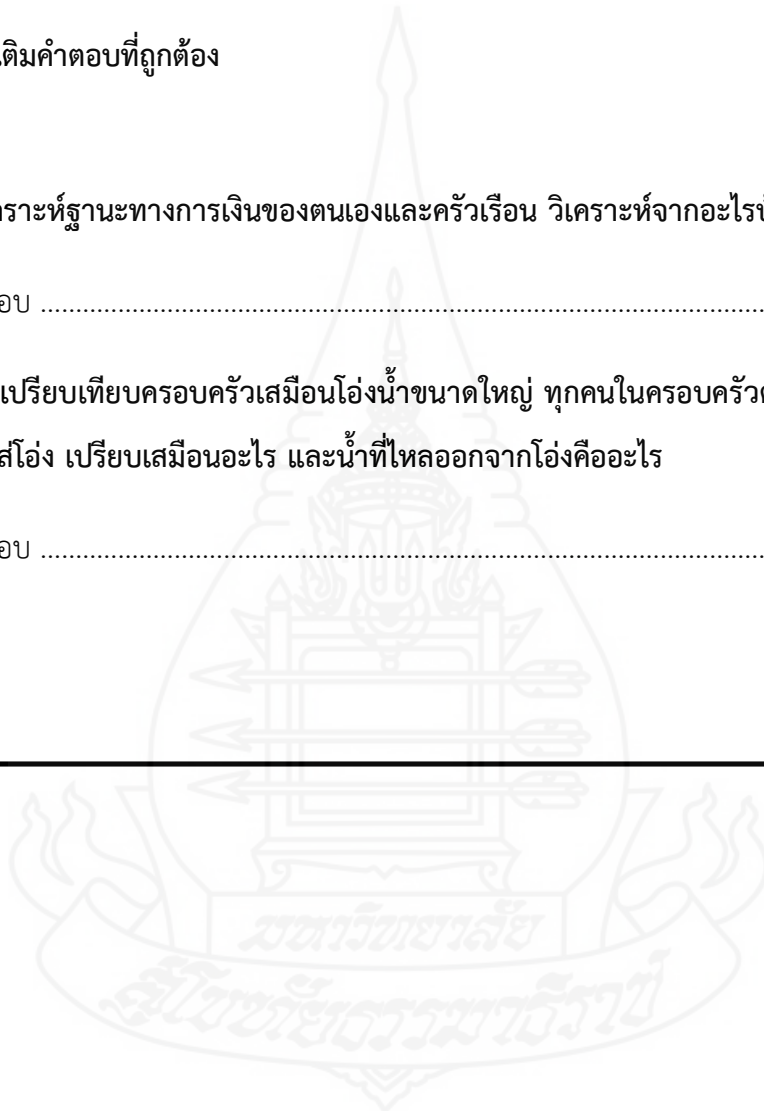 ติมคำตอบที่ถูกต้อง
คราะห์ฐานะทางการเงินของตนเองและครัวเรือน วิเคราะห์จากอะไร
อบ ................................................................................
เปรียบเทียบครอบครัวเสมือนโอ่งน้ำขนาดใหญ่ ทุกคนในครอบครัว
ส่โอ่ง เปรียบเสมือนอะไร และน้ำที่ไหลออกจากโอ่งคืออะไร
อบ ................................................................................
มหาวิทยาลัย
สุโขทัยธรรมาธิราช